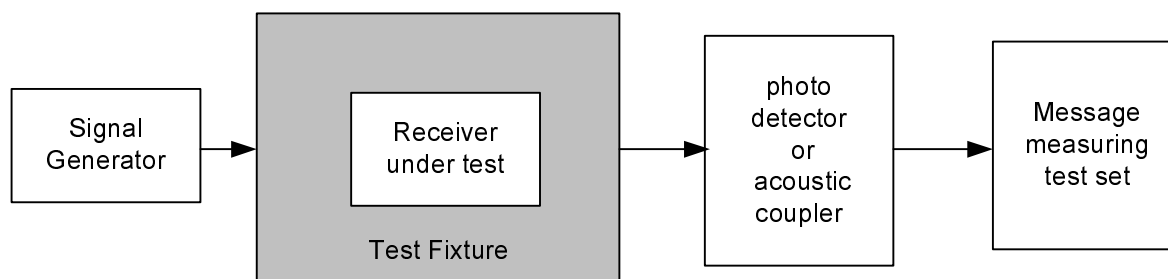 Signal
Generator
Receiver
under test
Test Fixture
photo
detector
or
acoustic
coupler
Message
measuring
test set